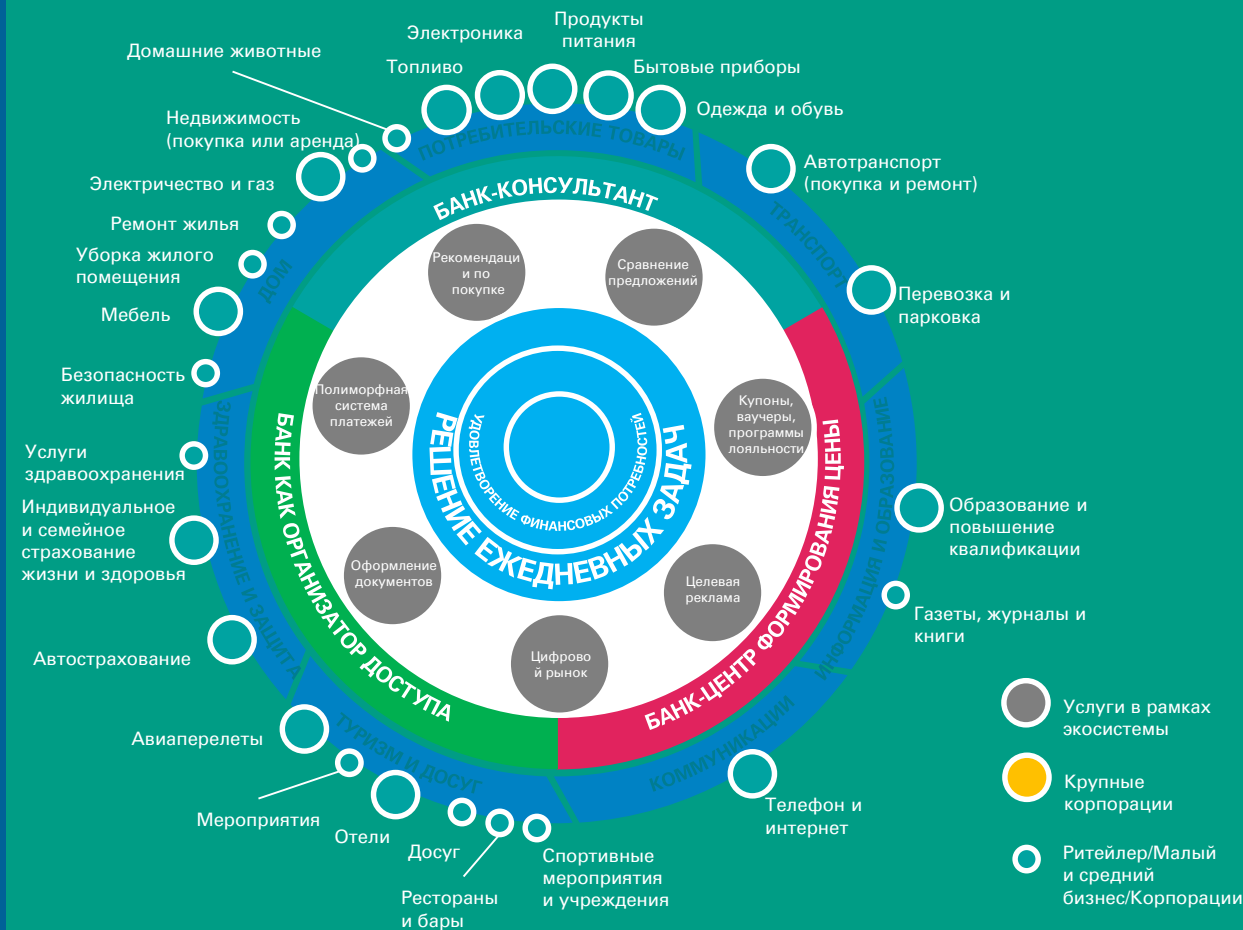 Продукты
питания
Электроника
Домашние животные
Топливо
Бытовые приборы
Одежда и обувь
Недвижимость
(покупка или аренда)
Электричество и газ
Ремонт жилья
Уборка жилого
помещения
Мебель
Безопасность
жилища
Услуги
здравоохранения
Индивидуальное
и семейное
страхование
жизни и здоровья
Автострахование
Авиаперелеты
Мероприятия
Отели
Досуг
Рестораны
и бары
Спортивные
мероприятия
и учреждения
Телефон и
интернет
Газеты, журналы и
книги
Образование и
повышение
квалификации
Перевозка и
парковка
Автотранспорт
(покупка и ремонт)
ПОТРЕБИТЕЛЬСКИЕ ТОВАРЫ
ТРАНСПОРТ
ИНФОРМАЦИЯ И ОБРАЗОВАНИЕ
КОММУНИКАЦИИ
ТУРИЗМ И ДОСУГ
ЗДРАВООХРАНЕНИЕ И ЗАЩИТА
ДОМ
БАНК-КОНСУЛЬТАНТ
БАНК-ЦЕНТР ФОРМИРОВАНИЯ ЦЕНЫ
БАНК КАК ОРГАНИЗАТОР ДОСТУПА
Рекомендаци
и по
покупке
Сравнение
предложений
Полиморфная
система
платежей
Купоны,
ваучеры,
программы
лояльности
Оформление
документов
Целевая
реклама
Цифрово
й рынок
РЕШЕНИЕ ЕЖЕДНЕВНЫХ ЗАДАЧ
УДОВЛЕТВОРЕНИЕ ФИНАНСОВЫХ ПОТРЕБНОСТЕЙ
Услуги в рамках
экосистемы
Крупные
корпорации
Ритейлер/Малый
и средний
бизнес/Корпорации